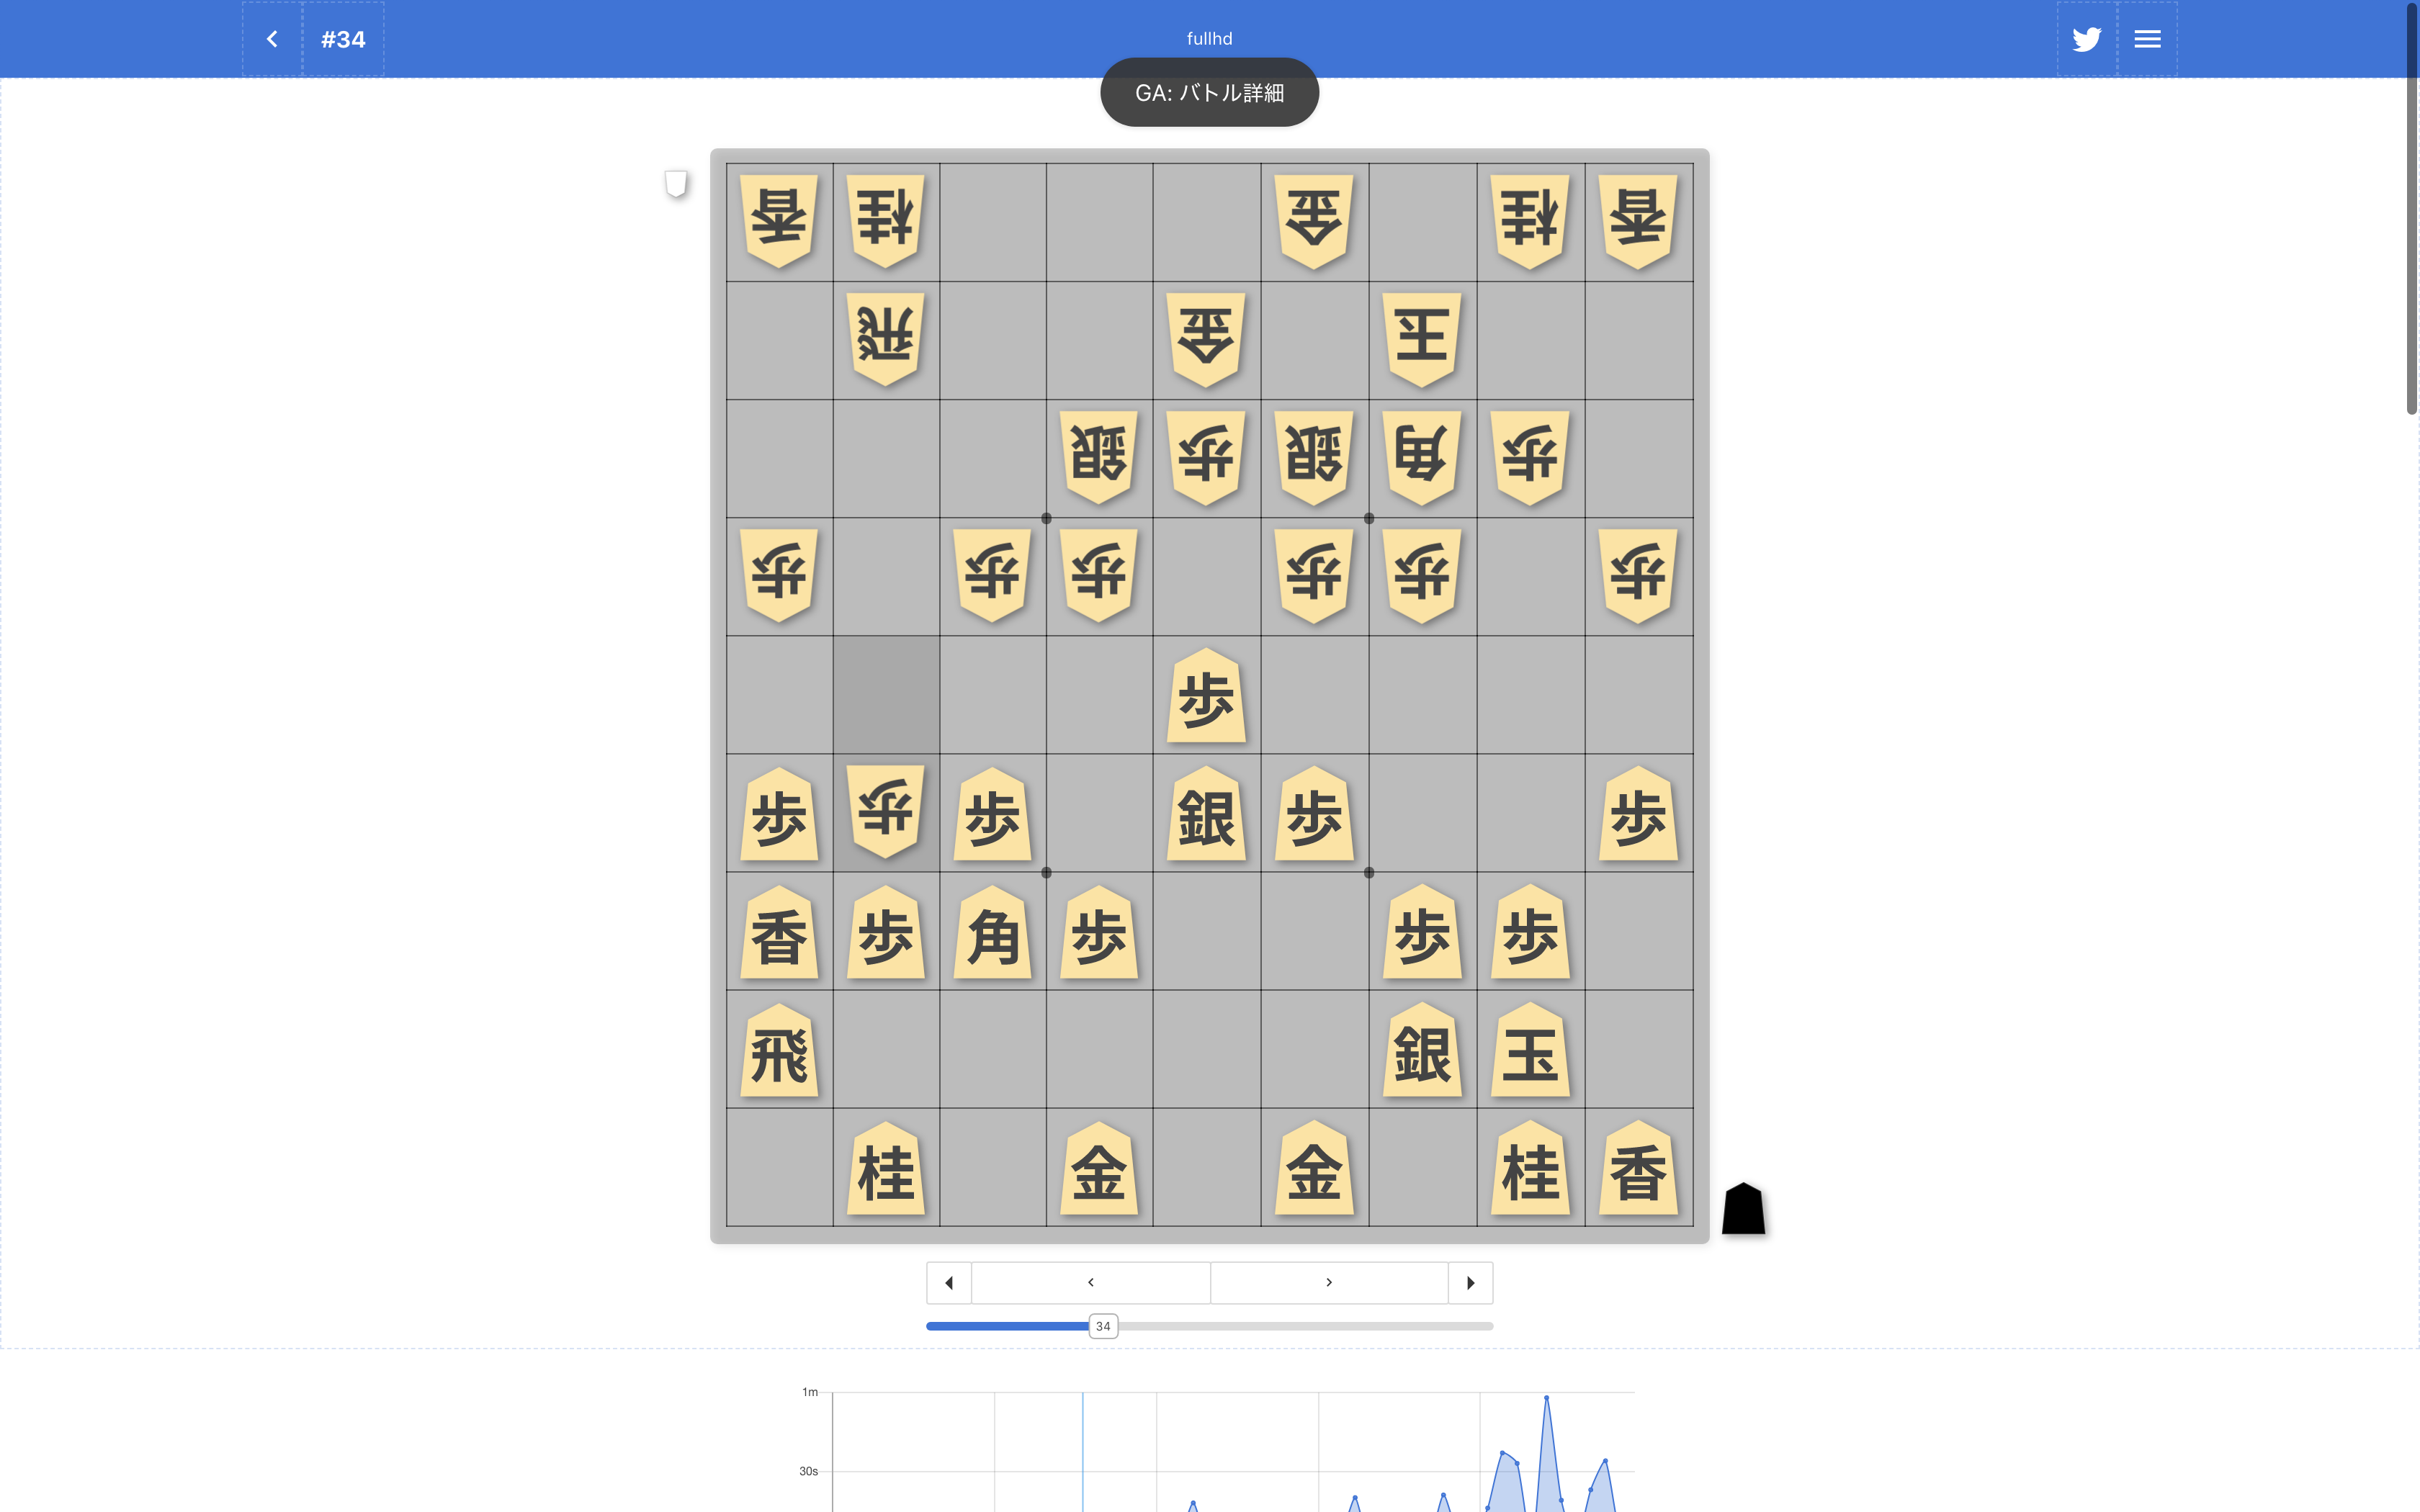 #34 fullhd
GA: バトル詳細
香 桂 金 桂 香
飛 金 王
銀 歩 銀 角 歩
歩 歩 歩 歩 歩 歩
歩
歩 歩 歩 銀 歩 歩
香 歩 角 歩 歩 歩
飛 銀 玉
桂 金 金 桂 香
34
1m
30s